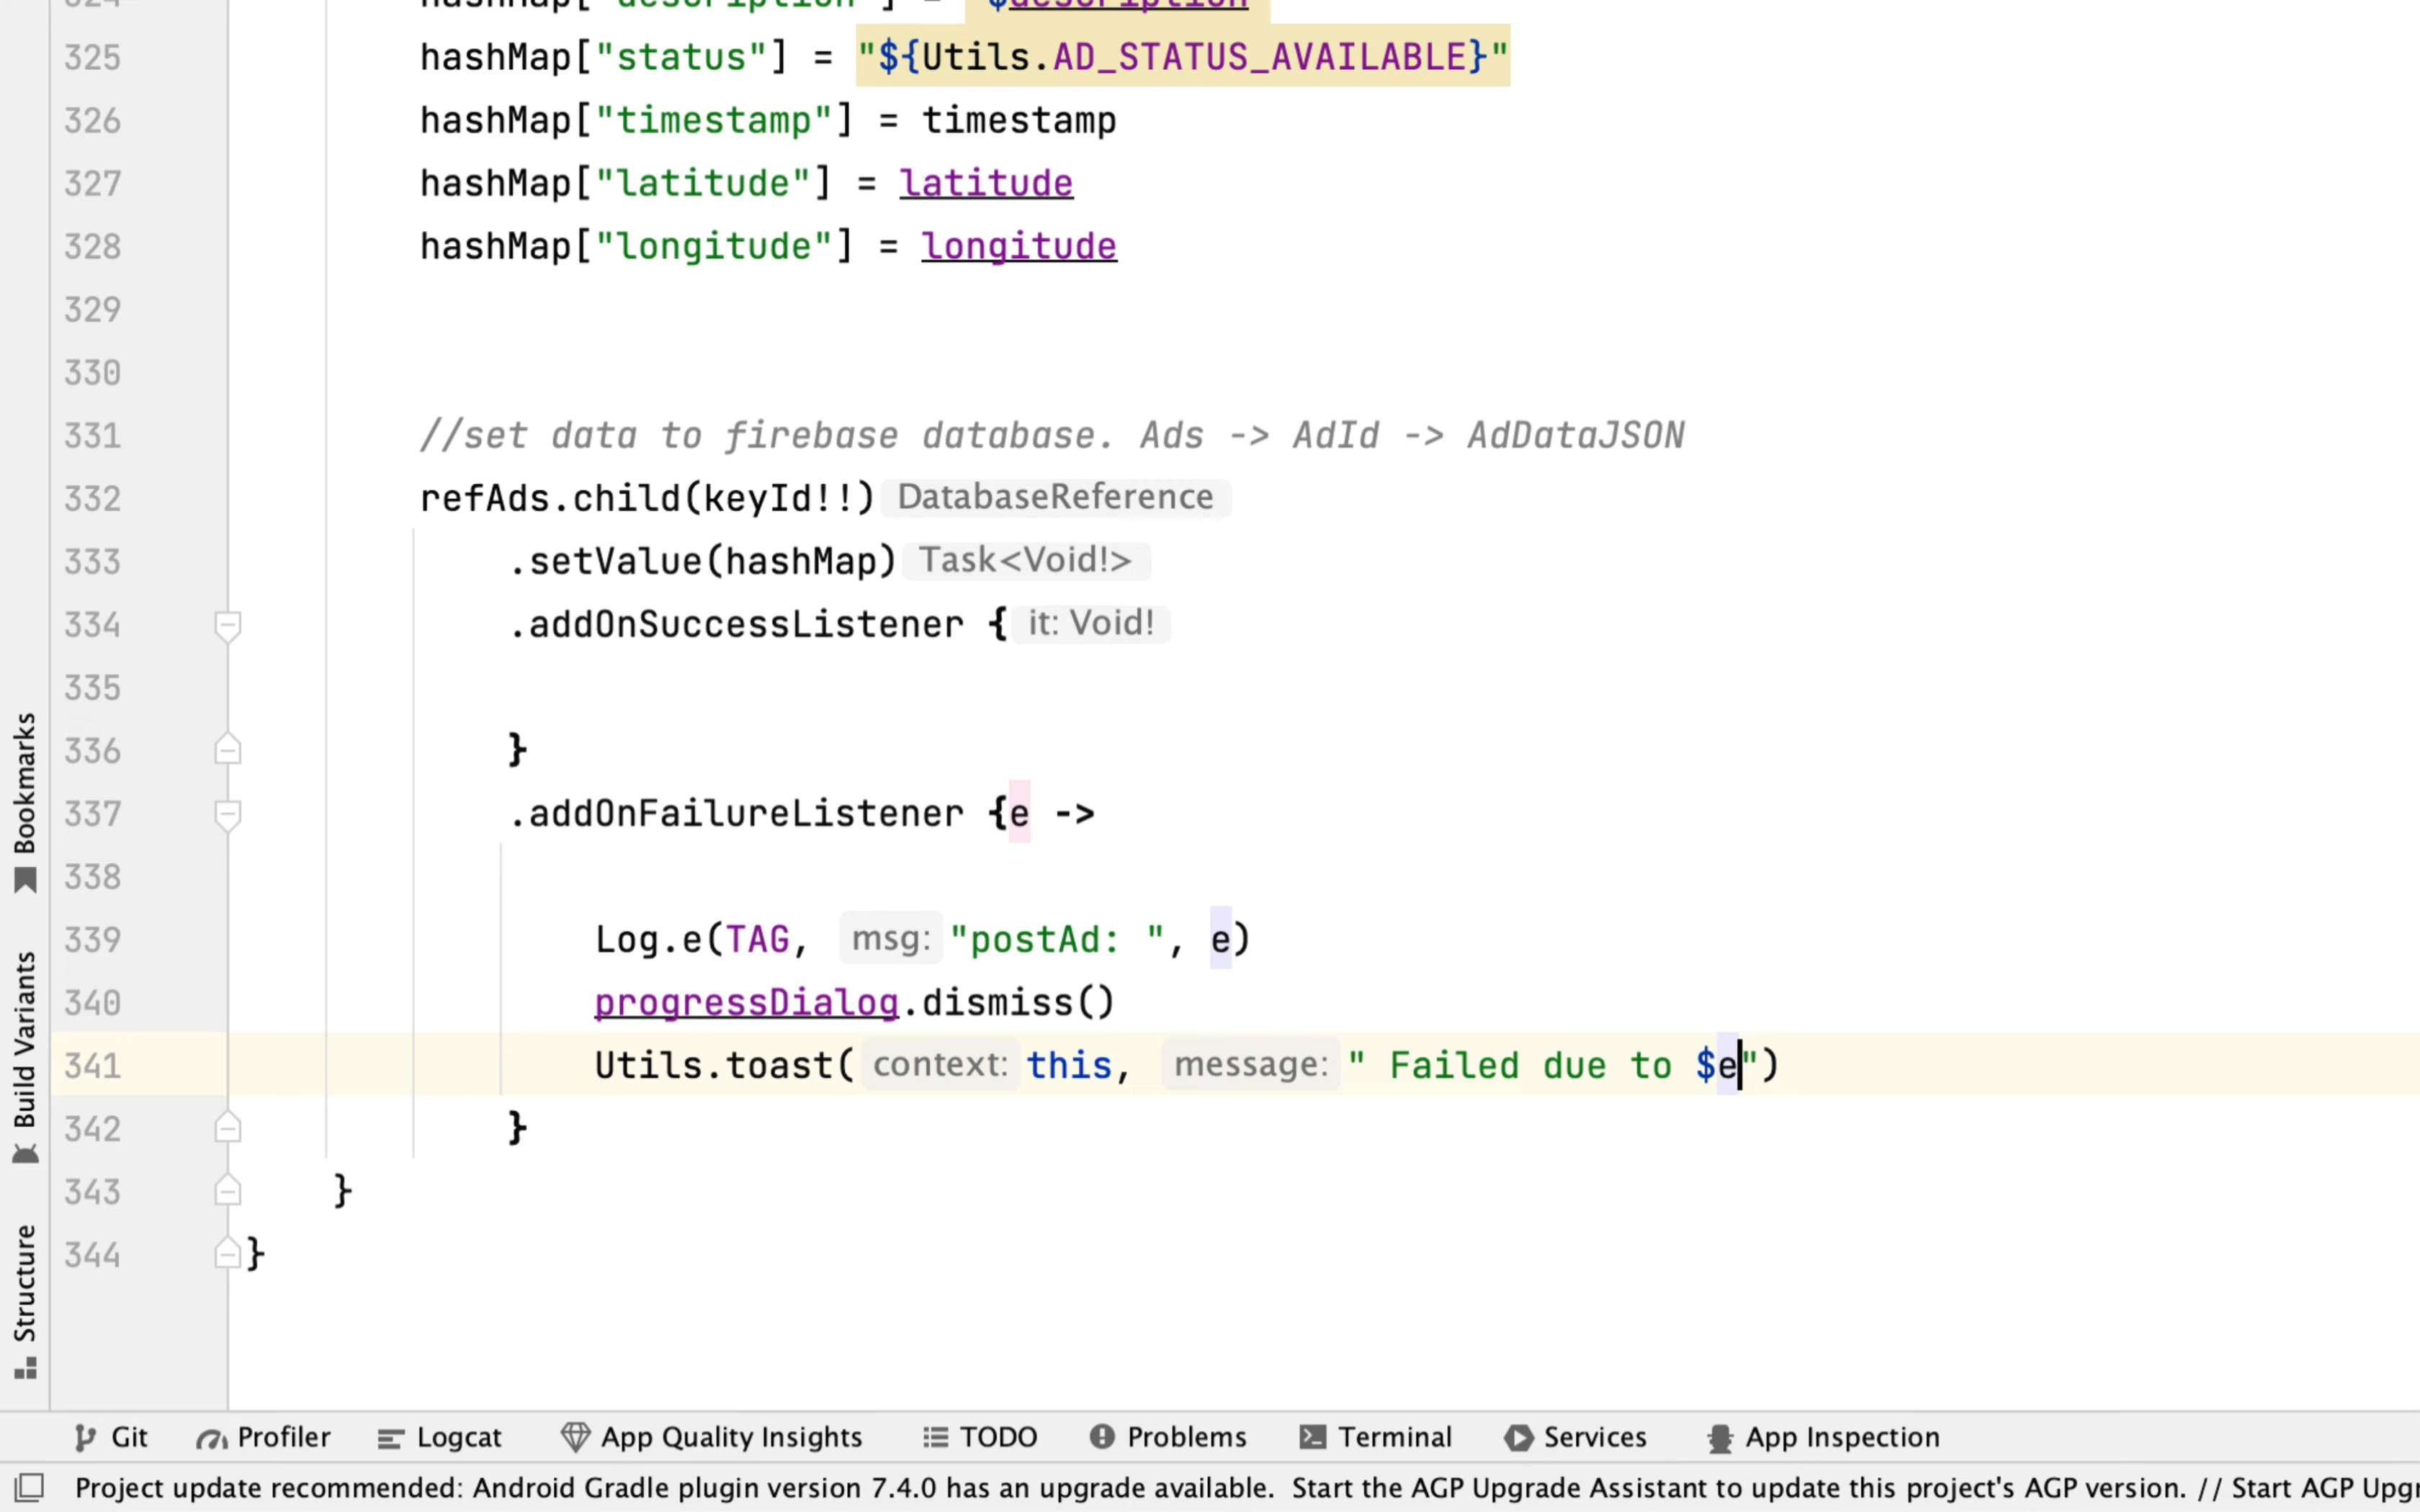 324 hashMap["description"] = "$description"
325 hashMap["status"] = "${Utils.AD_STATUS_AVAILABLE}"
326 hashMap["timestamp"] = timestamp
327 hashMap["latitude"] = latitude
328 hashMap["longitude"] = longitude
329
330
331 //set data to firebase database. Ads -> AdId -> AdDataJSON
332 refAds.child(keyId!!) DatabaseReference
333 .setValue(hashMap) Task<Void!>
334 .addOnSuccessListener { it: Void!
335
336 }
337 .addOnFailureListener {e ->
338
339 Log.e(TAG, msg: "postAd: ", e)
340 progressDialog.dismiss()
341 Utils.toast( context: this, message: " Failed due to $e")
342 }
343 }
344 }
Bookmarks
Build Variants
Structure
Git Profiler Logcat App Quality Insights TODO Problems Terminal Services App Inspection
Project update recommended: Android Gradle plugin version 7.4.0 has an upgrade available. Start the AGP Upgrade Assistant to update this project's AGP version. // Start AGP Upgr